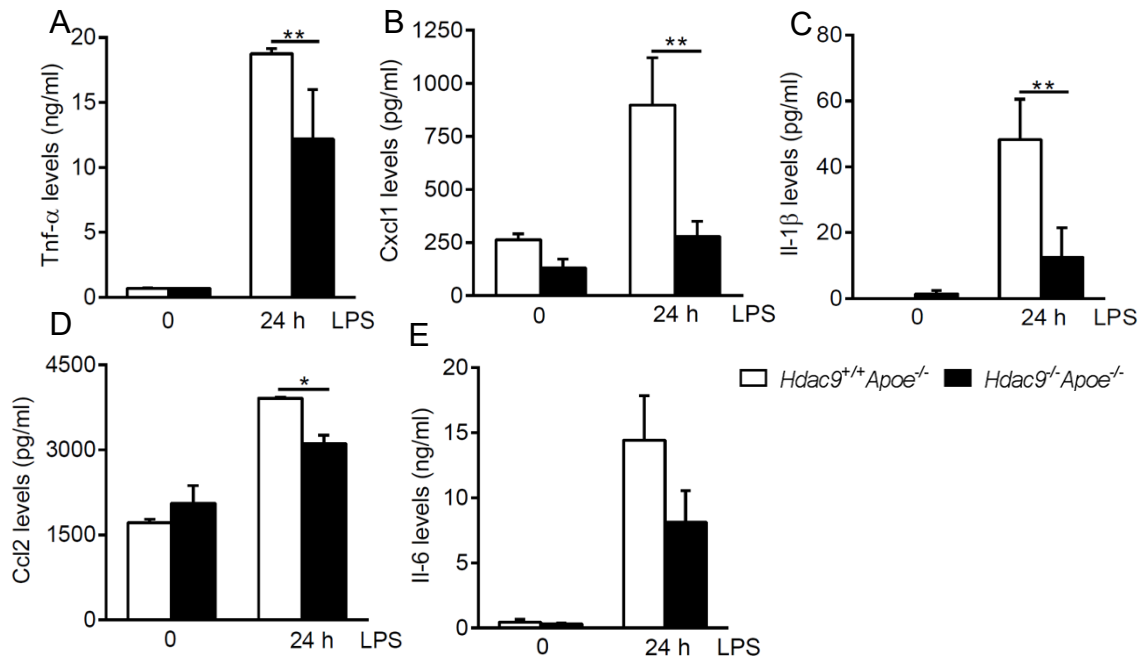 A
Tnf-α levels (ng/ml)
20
15
10
5
0
**
0 24 h LPS
B
Cxcl1 levels (pg/ml)
1250
1000
750
500
250
0
**
0 24 h LPS
C
Il-1β levels (pg/ml)
80
60
40
20
0
**
0 24 h LPS
D
Ccl2 levels (pg/ml)
4500
3000
1500
0
*
0 24 h LPS
E
Il-6 levels (ng/ml)
20
15
10
5
0
0 24 h LPS
Hdac9+/+Apoe-/- Hdac9-/-Apoe-/-